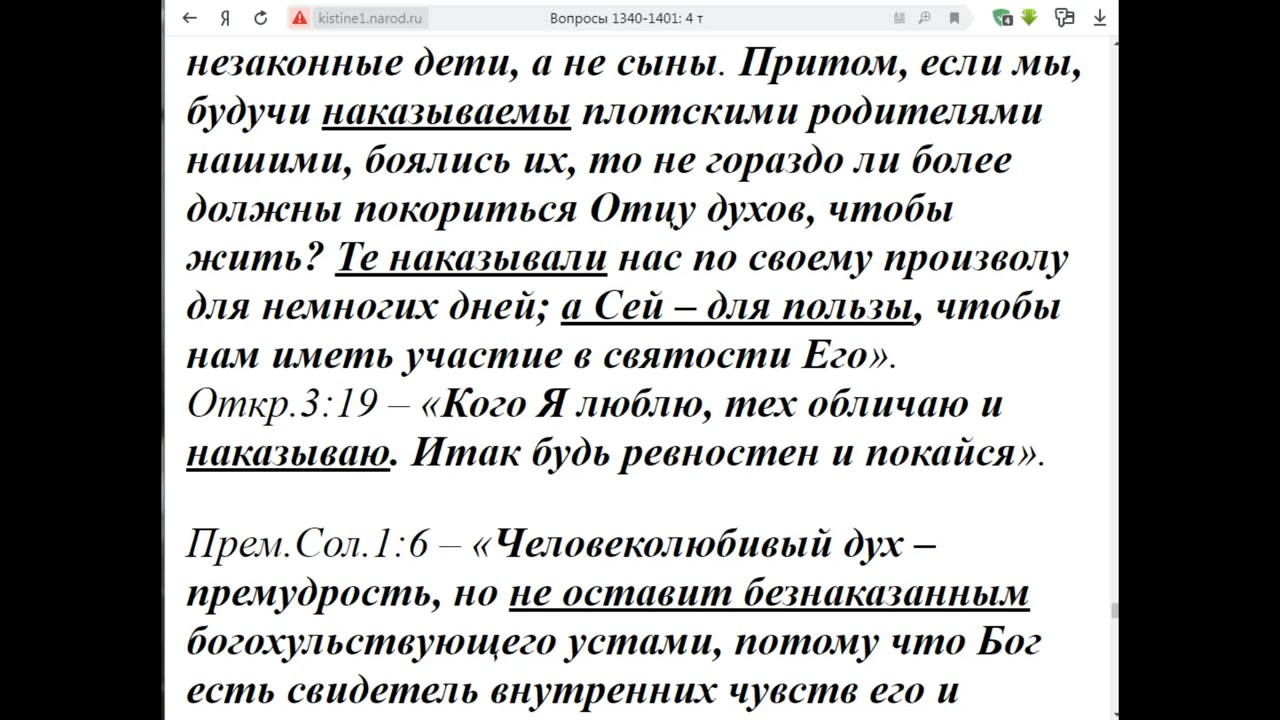 Я kistine1.narod.ru Вопросы 1340-1401: 4 т
4
незаконные дети, а не сыны. Притом, если мы,
будучи наказываемы плотскими родителями
нашими, боялись их, то не гораздо ли более
должны покориться Отцу духов, чтобы
жить? Те наказывали нас по своему произволу
для немногих дней; а Сей – для пользы, чтобы
нам иметь участие в святости Его».
Откр.3:19 – «Кого Я люблю, тех обличаю и
наказываю. Итак будь ревностен и покайся».
Прем.Сол.1:6 – «Человеколюбивый дух –
премудрость, но не оставит безнаказанным
богохульствующего устами, потому что Бог
есть свидетель внутренних чувств его и